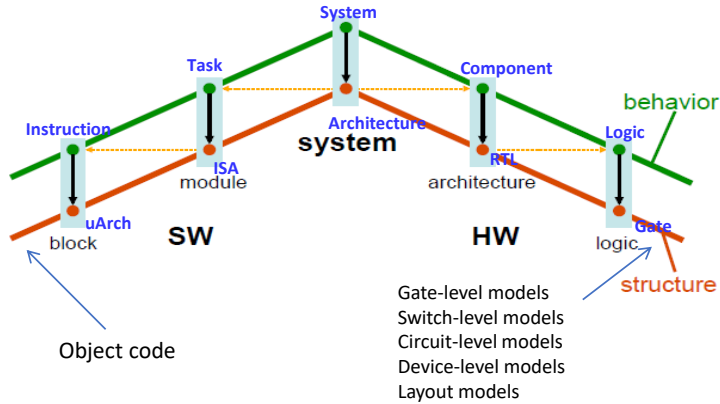 System
Task
Component
behavior
Instruction
Architecture
Logic
system
ISA
RTL
module
architecture
uArch
Gate
block
SW
HW
logic
structure
Gate-level models
Switch-level models
Circuit-level models
Device-level models
Layout models
Object code